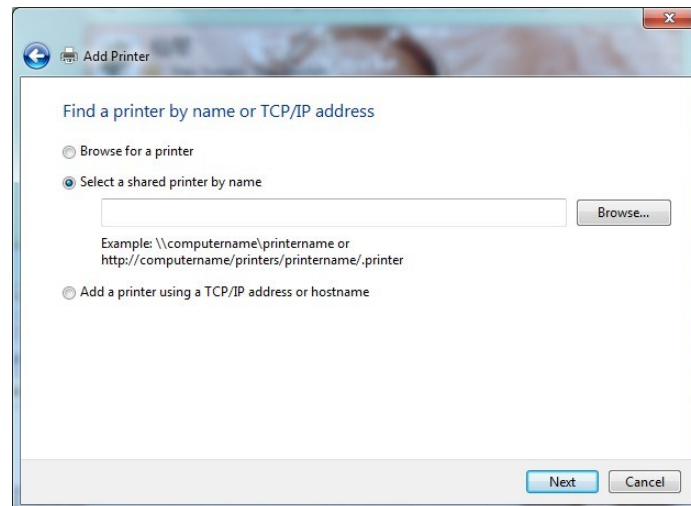 Add Printer
Find a printer by name or TCP/IP address
Browse for a printer
Select a shared printer by name
Browse...
Example: \\computername\printername or
http://computername/printers/printername/.printer
Add a printer using a TCP/IP address or hostname
Next
Cancel